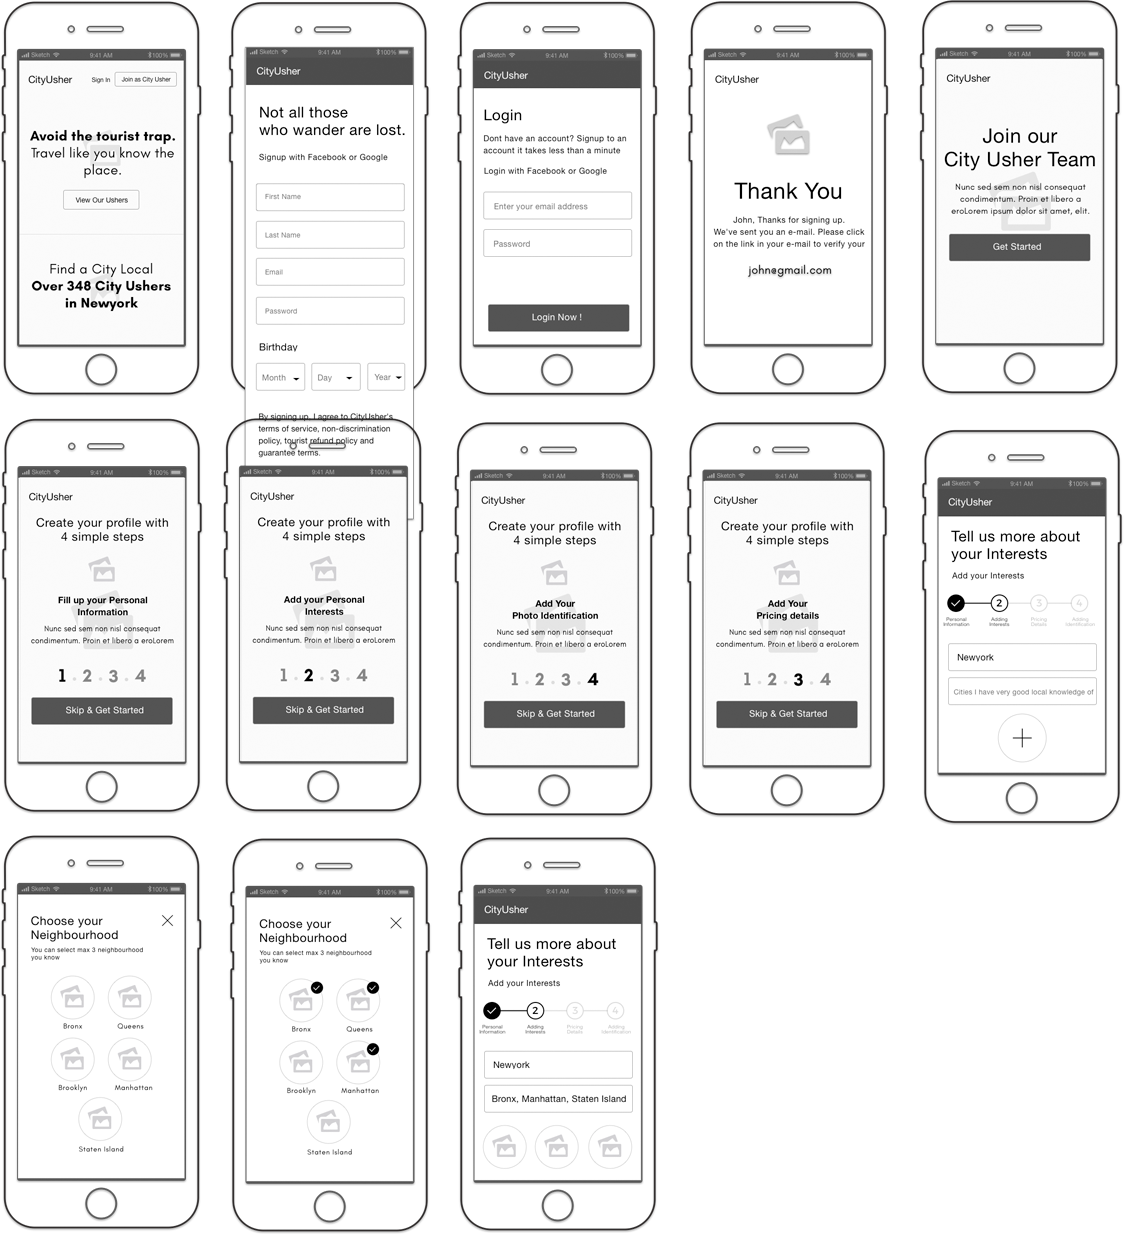 Sketch 9:41 AM 100%
CityUsher Sign In Join as City Usher
Avoid the tourist trap.
Travel like you know the
place.
View Our Ushers
Find a City Local
Over 348 City Ushers
in Newyork
Sketch 9:41 AM 100%
CityUsher
Not all those
who wander are lost.
Signup with Facebook or Google
First Name
Last Name
Email
Password
Birthday
Month Day Year
By signing up, I agree to CityUsher's
terms of service, non-discrimination
policy, tourist refund policy and
guarantee terms.
Sketch 9:41 AM 100%
CityUsher
Login
Dont have an account? Signup to an
account it takes less than a minute
Login with Facebook or Google
Enter your email address
Password
Login Now !
Sketch 9:41 AM 100%
CityUsher
Thank You
John, Thanks for signing up.
We've sent you an e-mail. Please click
on the link in your e-mail to verify your
john@gmail.com
Sketch 9:41 AM 100%
CityUsher
Join our
City Usher Team
Nunc sed sem non nisl consequat
condimentum. Proin et libero a
eroLorem ipsum dolor sit amet, elit.
Get Started
Sketch 9:41 AM 100%
CityUsher
Create your profile with
4 simple steps
Fill up your Personal
Information
Nunc sed sem non nisl consequat
condimentum. Proin et libero a eroLorem
1 . 2 . 3 . 4
Skip & Get Started
Sketch 9:41 AM 100%
CityUsher
Create your profile with
4 simple steps
Add your Personal
Interests
Nunc sed sem non nisl consequat
condimentum. Proin et libero a eroLorem
1 . 2 . 3 . 4
Skip & Get Started
Sketch 9:41 AM 100%
CityUsher
Create your profile with
4 simple steps
Add Your
Photo Identification
Nunc sed sem non nisl consequat
condimentum. Proin et libero a eroLorem
1 . 2 . 3 . 4
Skip & Get Started
Sketch 9:41 AM 100%
CityUsher
Create your profile with
4 simple steps
Add Your
Pricing details
Nunc sed sem non nisl consequat
condimentum. Proin et libero a eroLorem
1 . 2 . 3 . 4
Skip & Get Started
Sketch 9:41 AM 100%
CityUsher
Tell us more about
your Interests
Add your Interests
2 3 4
Personal Adding Pricing Adding
Information Interests Details Identification
Newyork
Cities I have very good local knowledge of
Sketch 9:41 AM 100%
Choose your
Neighbourhood
You can select max 3 neighbourhood
you know
Bronx Queens
Brooklyn Manhattan
Staten Island
Sketch 9:41 AM 100%
Choose your
Neighbourhood
You can select max 3 neighbourhood
you know
Bronx Queens
Brooklyn Manhattan
Staten Island
Sketch 9:41 AM 100%
CityUsher
Tell us more about
your Interests
Add your Interests
2 3 4
Personal Adding Pricing Adding
Information Interests Details Identification
Newyork
Bronx, Manhattan, Staten Island